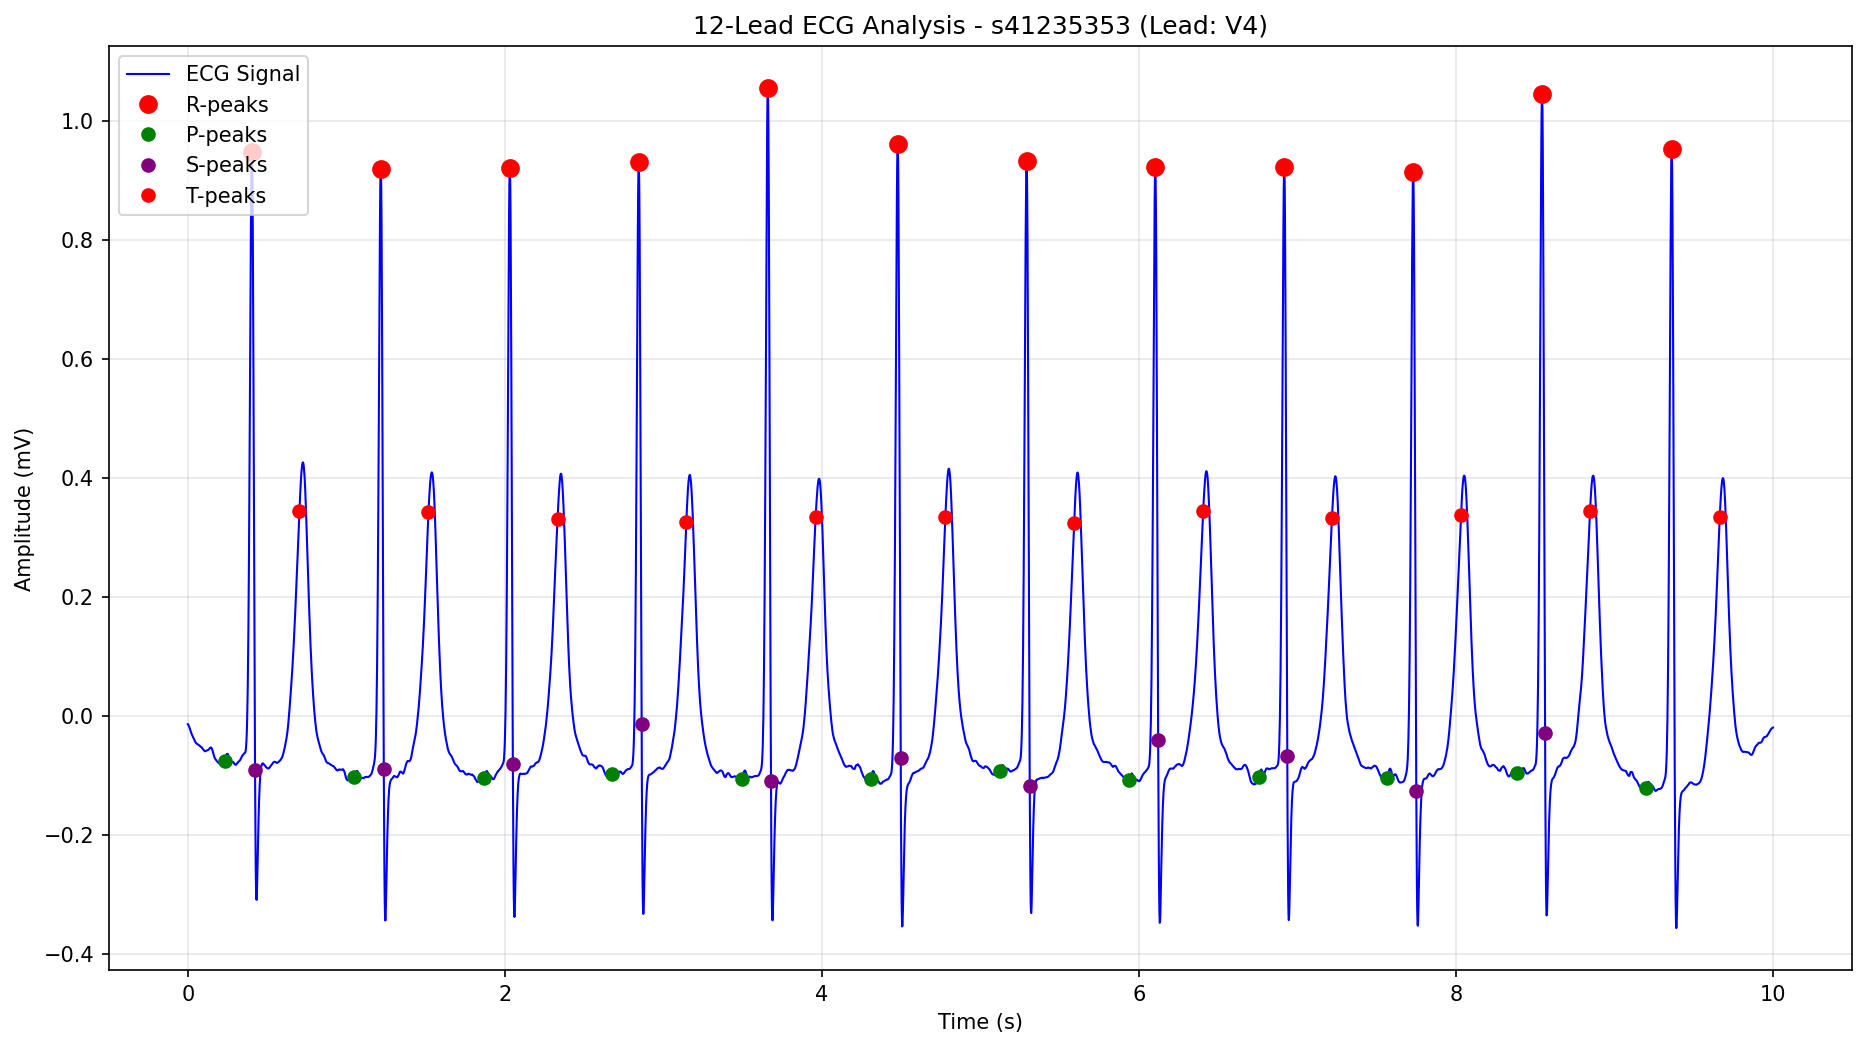 12-Lead ECG Analysis - s41235353 (Lead: V4)
ECG Signal
R-peaks
P-peaks
S-peaks
T-peaks
1.0
0.8
0.6
0.4
0.2
0.0
−0.2
−0.4
Amplitude (mV)
0 2 4 6 8 10
Time (s)